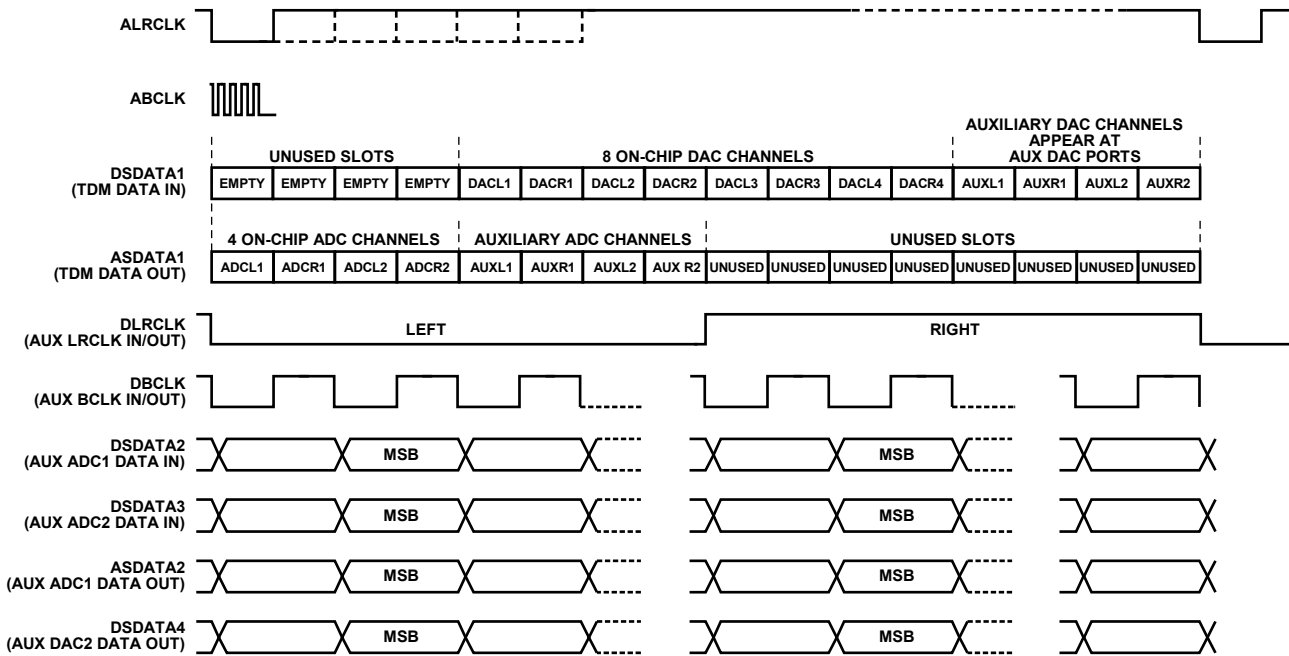 ALRCLK
ABCLK
DSDATA1
(TDM DATA IN)
UNUSED SLOTS
8 ON-CHIP DAC CHANNELS
AUXILIARY DAC CHANNELS
APPEAR AT
AUX DAC PORTS
EMPTY EMPTY EMPTY EMPTY DACL1 DACR1 DACL2 DACR2 DACL3 DACR3 DACL4 DACR4 AUXL1 AUXR1 AUXL2 AUXR2
ASDATA1
(TDM DATA OUT)
4 ON-CHIP ADC CHANNELS
AUXILIARY ADC CHANNELS
UNUSED SLOTS
ADCL1 ADCR1 ADCL2 ADCR2 AUXL1 AUXR1 AUXL2 AUX R2 UNUSED UNUSED UNUSED UNUSED UNUSED UNUSED UNUSED UNUSED
DLRCLK
(AUX LRCLK IN/OUT)
LEFT
RIGHT
DBCLK
(AUX BCLK IN/OUT)
DSDATA2
(AUX ADC1 DATA IN)
MSB
MSB
DSDATA3
(AUX ADC2 DATA IN)
MSB
MSB
ASDATA2
(AUX ADC1 DATA OUT)
MSB
MSB
DSDATA4
(AUX DAC2 DATA OUT)
MSB
MSB